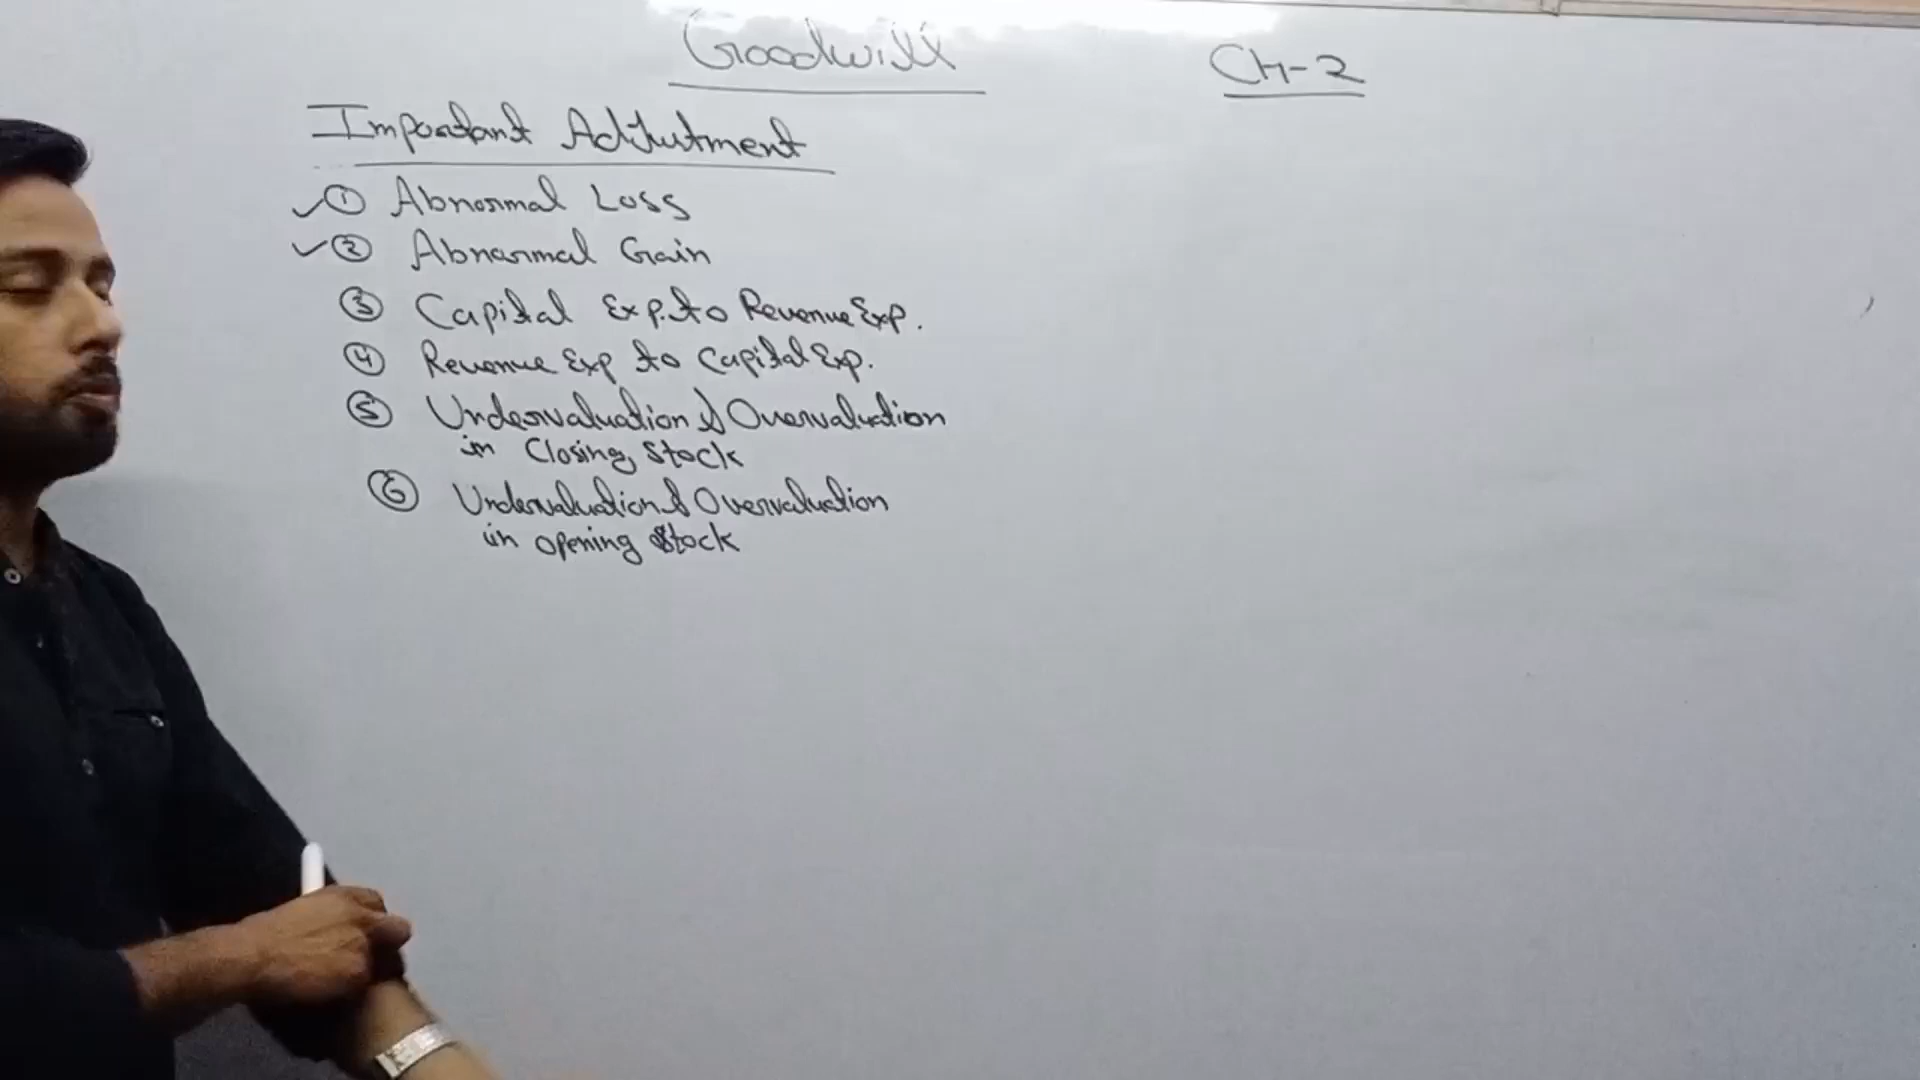 Goodwill
Ch-2
Important Adjustment
① Abnormal Loss
② Abnormal Gain
③ Capital Exp. to Revenue Exp.
④ Revenue Exp to Capital Exp.
⑤ Undervaluation & Overvaluation
in Closing Stock
⑥ Undervaluation & Overvaluation
in opening Stock